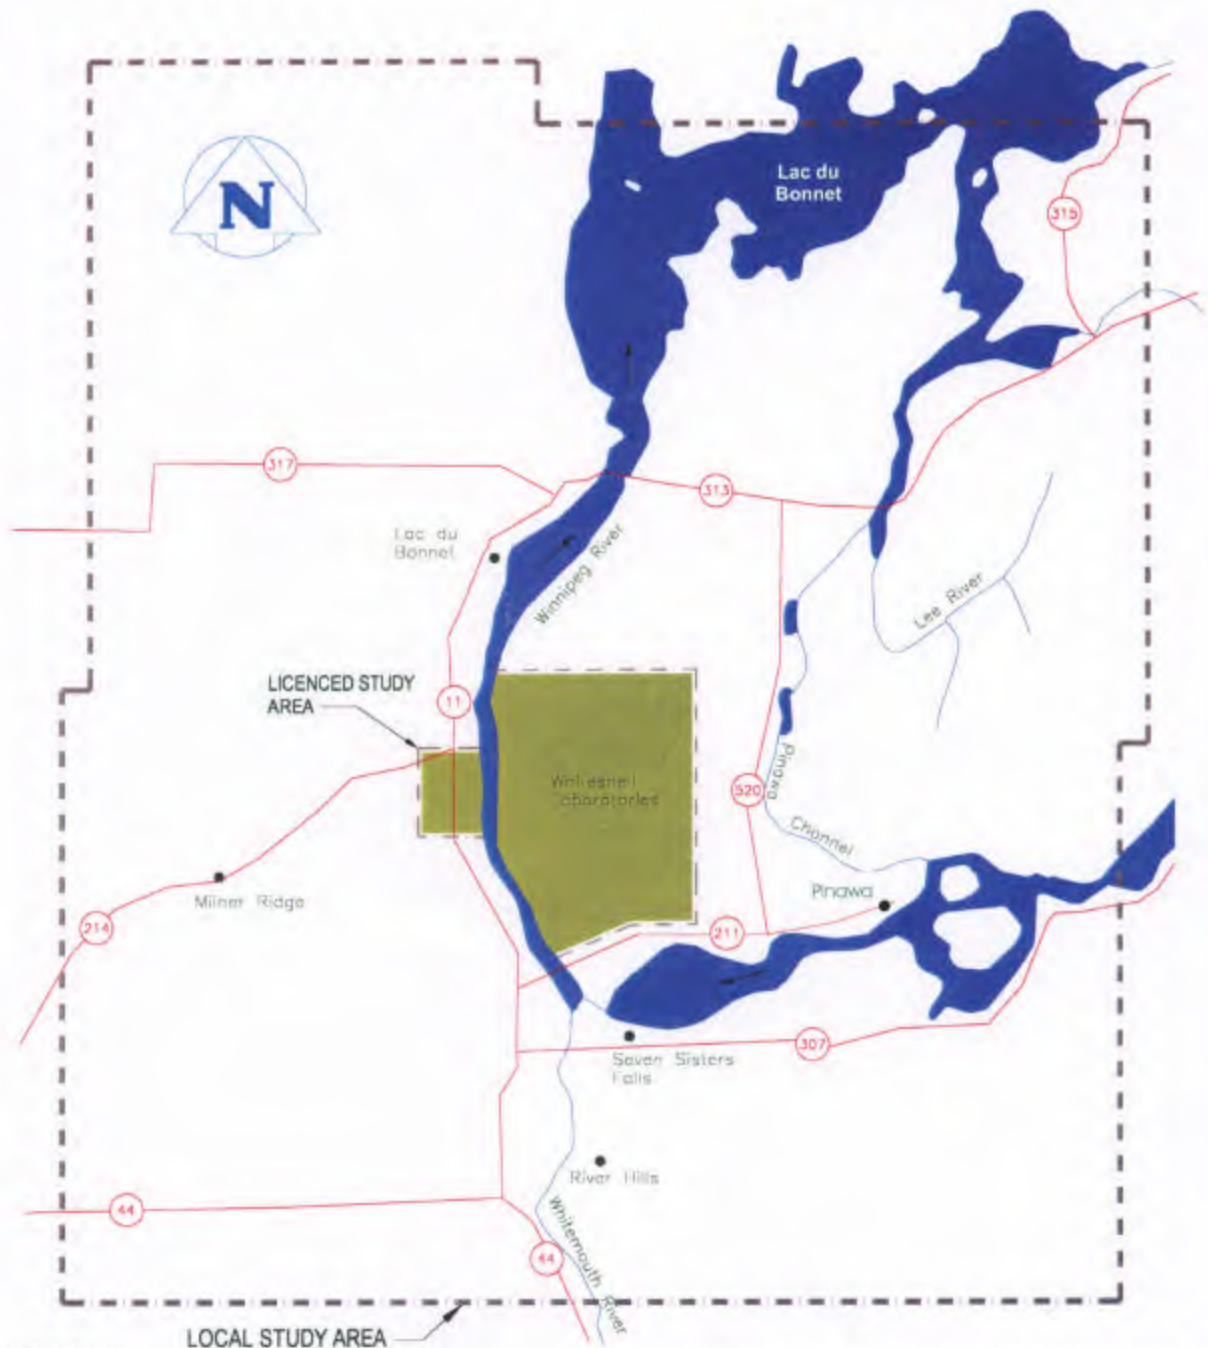 N
Lac du
Bonnet
315
317
313
Lac du
Bonnet
Winnipeg River
Lee River
LICENCED STUDY
AREA
11
Laboratories
520
Pinawa
Channel
Milner Ridge
Pinawa
214
211
307
Seven Sisters
Falls
River Hills
44
Whitemouth River
44
LOCAL STUDY AREA